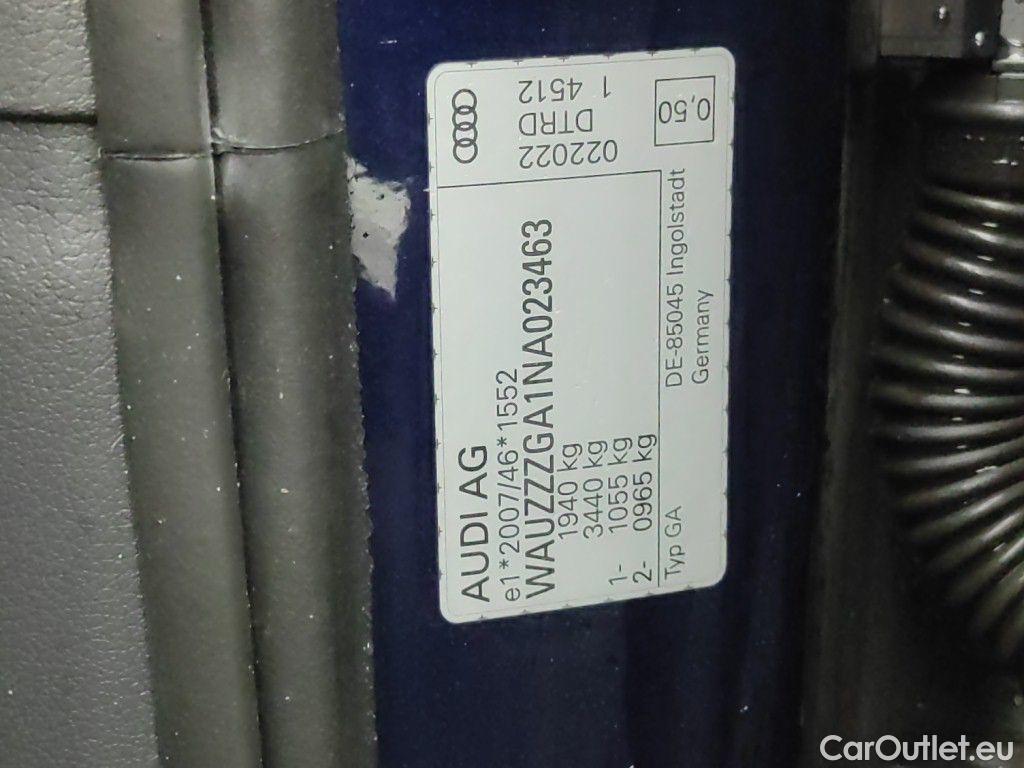 AUDI AG
e1*2007/46*1552
WAUZZZGA1NA023463
1940 kg
3440 kg
1- 1055 kg
2- 0965 kg
Typ GA
DE-85045 Ingolstadt
Germany
022022
DTRD
1 4512
0,50
CarOutlet.eu